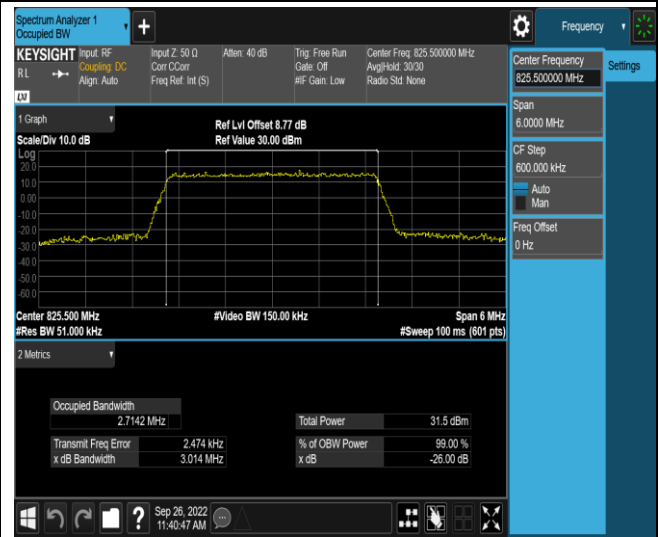 Spectrum Analyzer 1
Occupied BW
+
Frequency
KEYSIGHT
Input: RF
Coupling: DC
Align: Auto
Input Z: 50 Ω
Corr CCorr
Freq Ref: Int (S)
Atten: 40 dB
Trig: Free Run
Gate: Off
#IF Gain: Low
Center Freq: 825.500000 MHz
Avg|Hold: 30/30
Radio Std: None
RL
LXI
Center Frequency
825.500000 MHz
Settings
Span
6.0000 MHz
CF Step
600.000 kHz
Auto
Man
Freq Offset
0 Hz
1 Graph
Scale/Div 10.0 dB
Ref Lvl Offset 8.77 dB
Ref Value 30.00 dBm
Log
20.0
10.0
0.00
-10.0
-20.0
-30.0
-40.0
-50.0
-60.0
Center 825.500 MHz
#Video BW 150.00 kHz
Span 6 MHz
#Res BW 51.000 kHz
#Sweep 100 ms (601 pts)
2 Metrics
Occupied Bandwidth
2.7142 MHz
Total Power 31.5 dBm
Transmit Freq Error 2.474 kHz
% of OBW Power 99.00 %
x dB Bandwidth 3.014 MHz
x dB -26.00 dB
?
Sep 26, 2022
11:40:47 AM